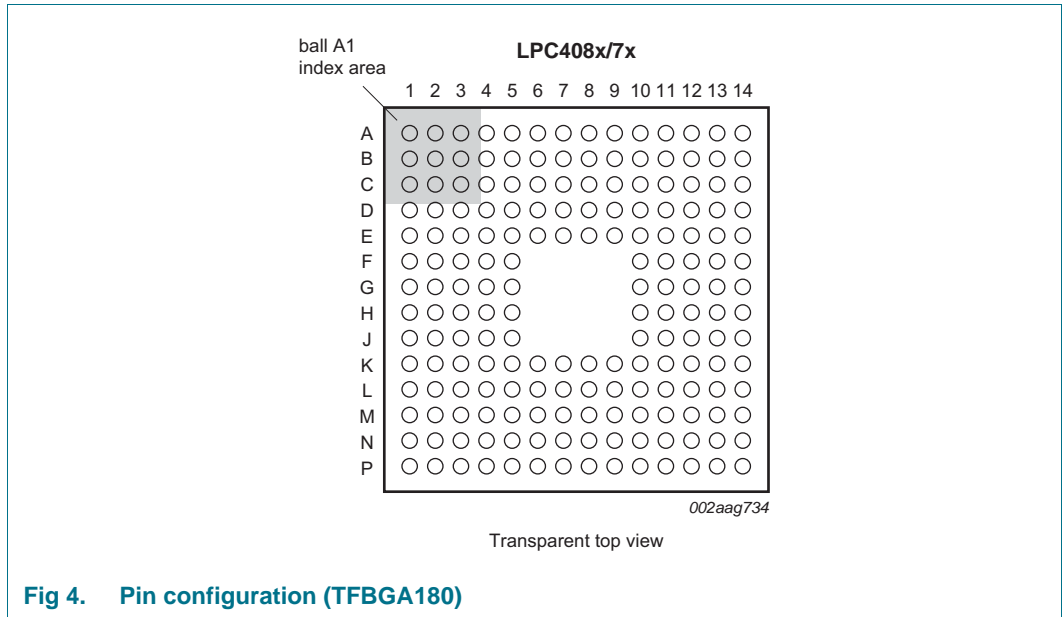 ball A1
index area
LPC408x/7x
1 2 3 4 5 6 7 8 9 10 11 12 13 14
A
B
C
D
E
F
G
H
J
K
L
M
N
P
002aag734
Transparent top view
Fig 4. Pin configuration (TFBGA180)